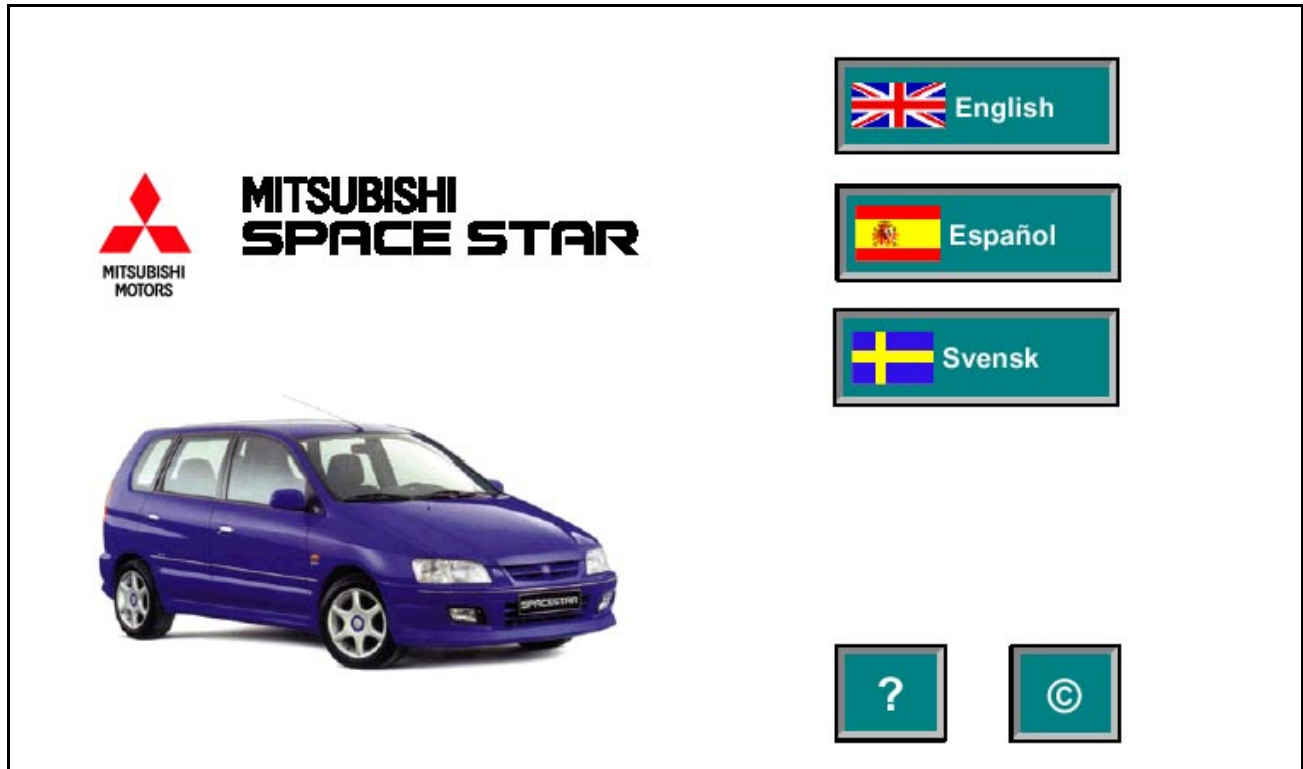 MITSUBISHI
MOTORS
MITSUBISHI
SPACE STAR
SPACESTAR
English
Español
Svensk
?
©